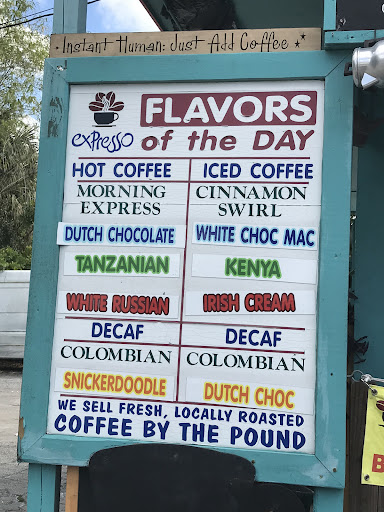 Instant Human: Just Add Coffee
exPresso
FLAVORS
of the DAY
HOT COFFEE
MORNING
EXPRESS
DUTCH CHOCOLATE
TANZANIAN
WHITE RUSSIAN
DECAF
COLOMBIAN
SNICKERDOODLE
ICED COFFEE
CINNAMON
SWIRL
WHITE CHOC MAC
KENYA
IRISH CREAM
DECAF
COLOMBIAN
DUTCH CHOC
WE SELL FRESH, LOCALLY ROASTED
COFFEE BY THE POUND